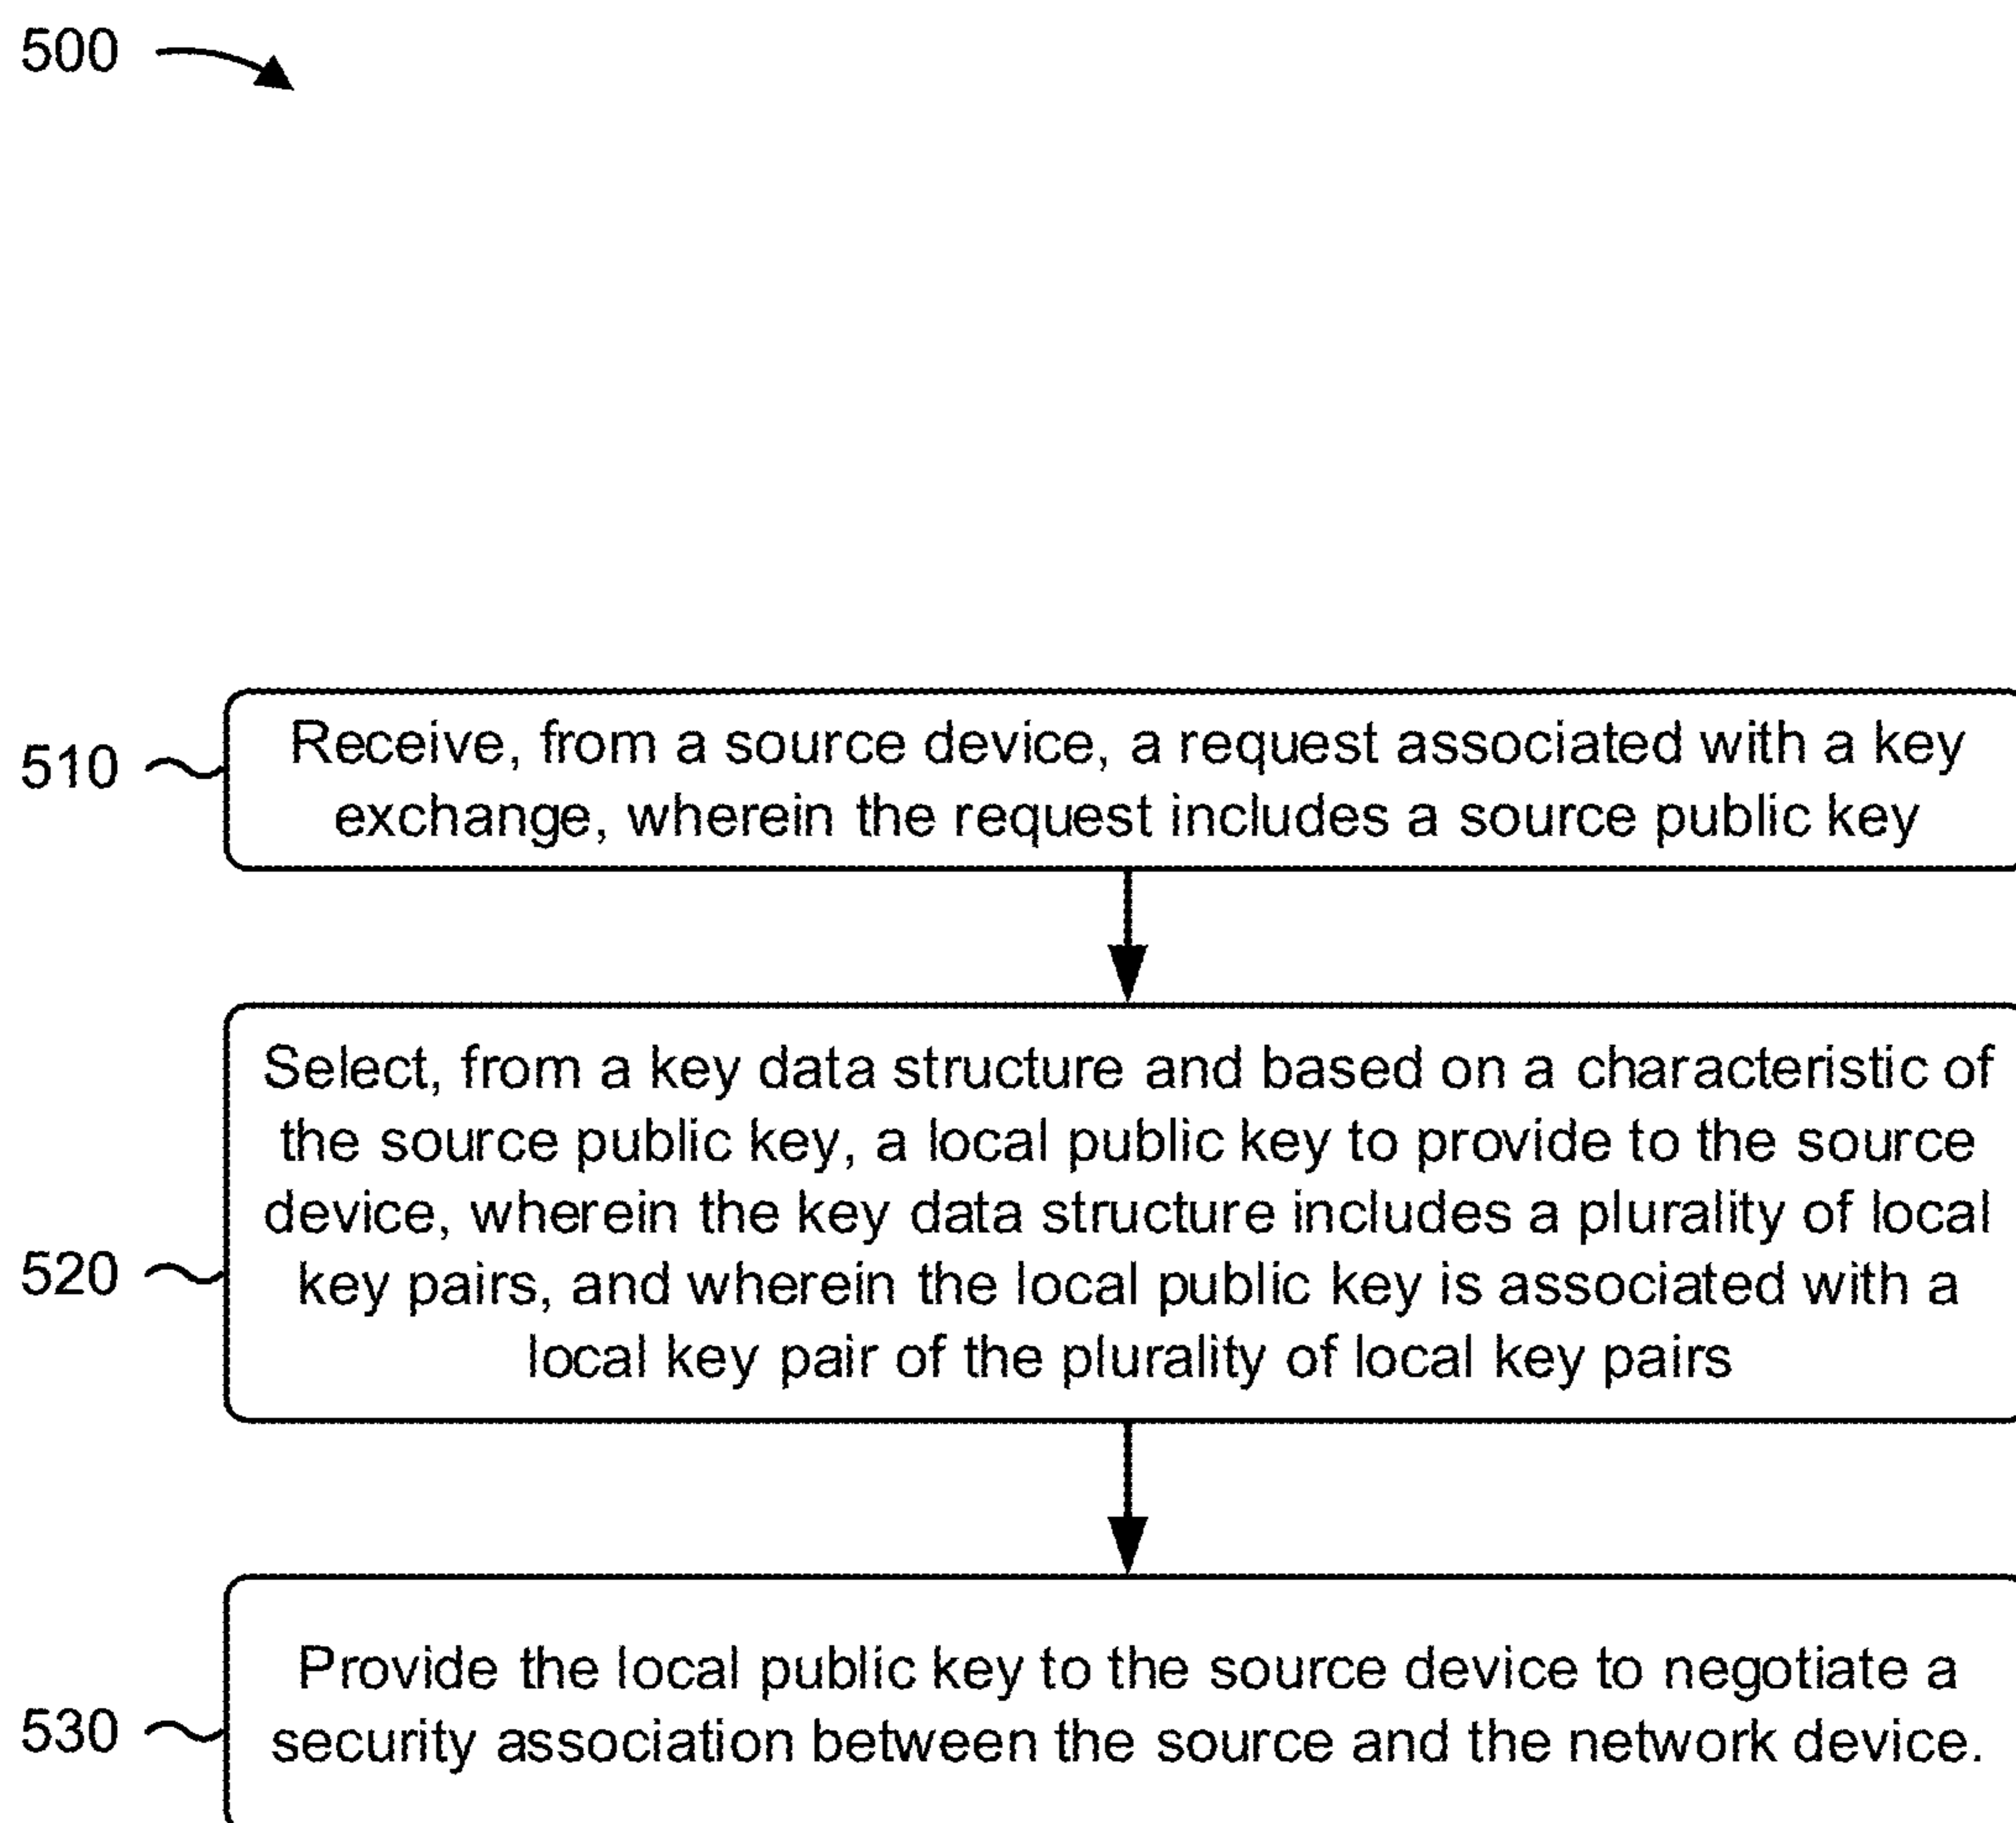 500
510
Receive, from a source device, a request associated with a key
exchange, wherein the request includes a source public key
520
Select, from a key data structure and based on a characteristic of
the source public key, a local public key to provide to the source
device, wherein the key data structure includes a plurality of local
key pairs, and wherein the local public key is associated with a
local key pair of the plurality of local key pairs
530
Provide the local public key to the source device to negotiate a
security association between the source and the network device.